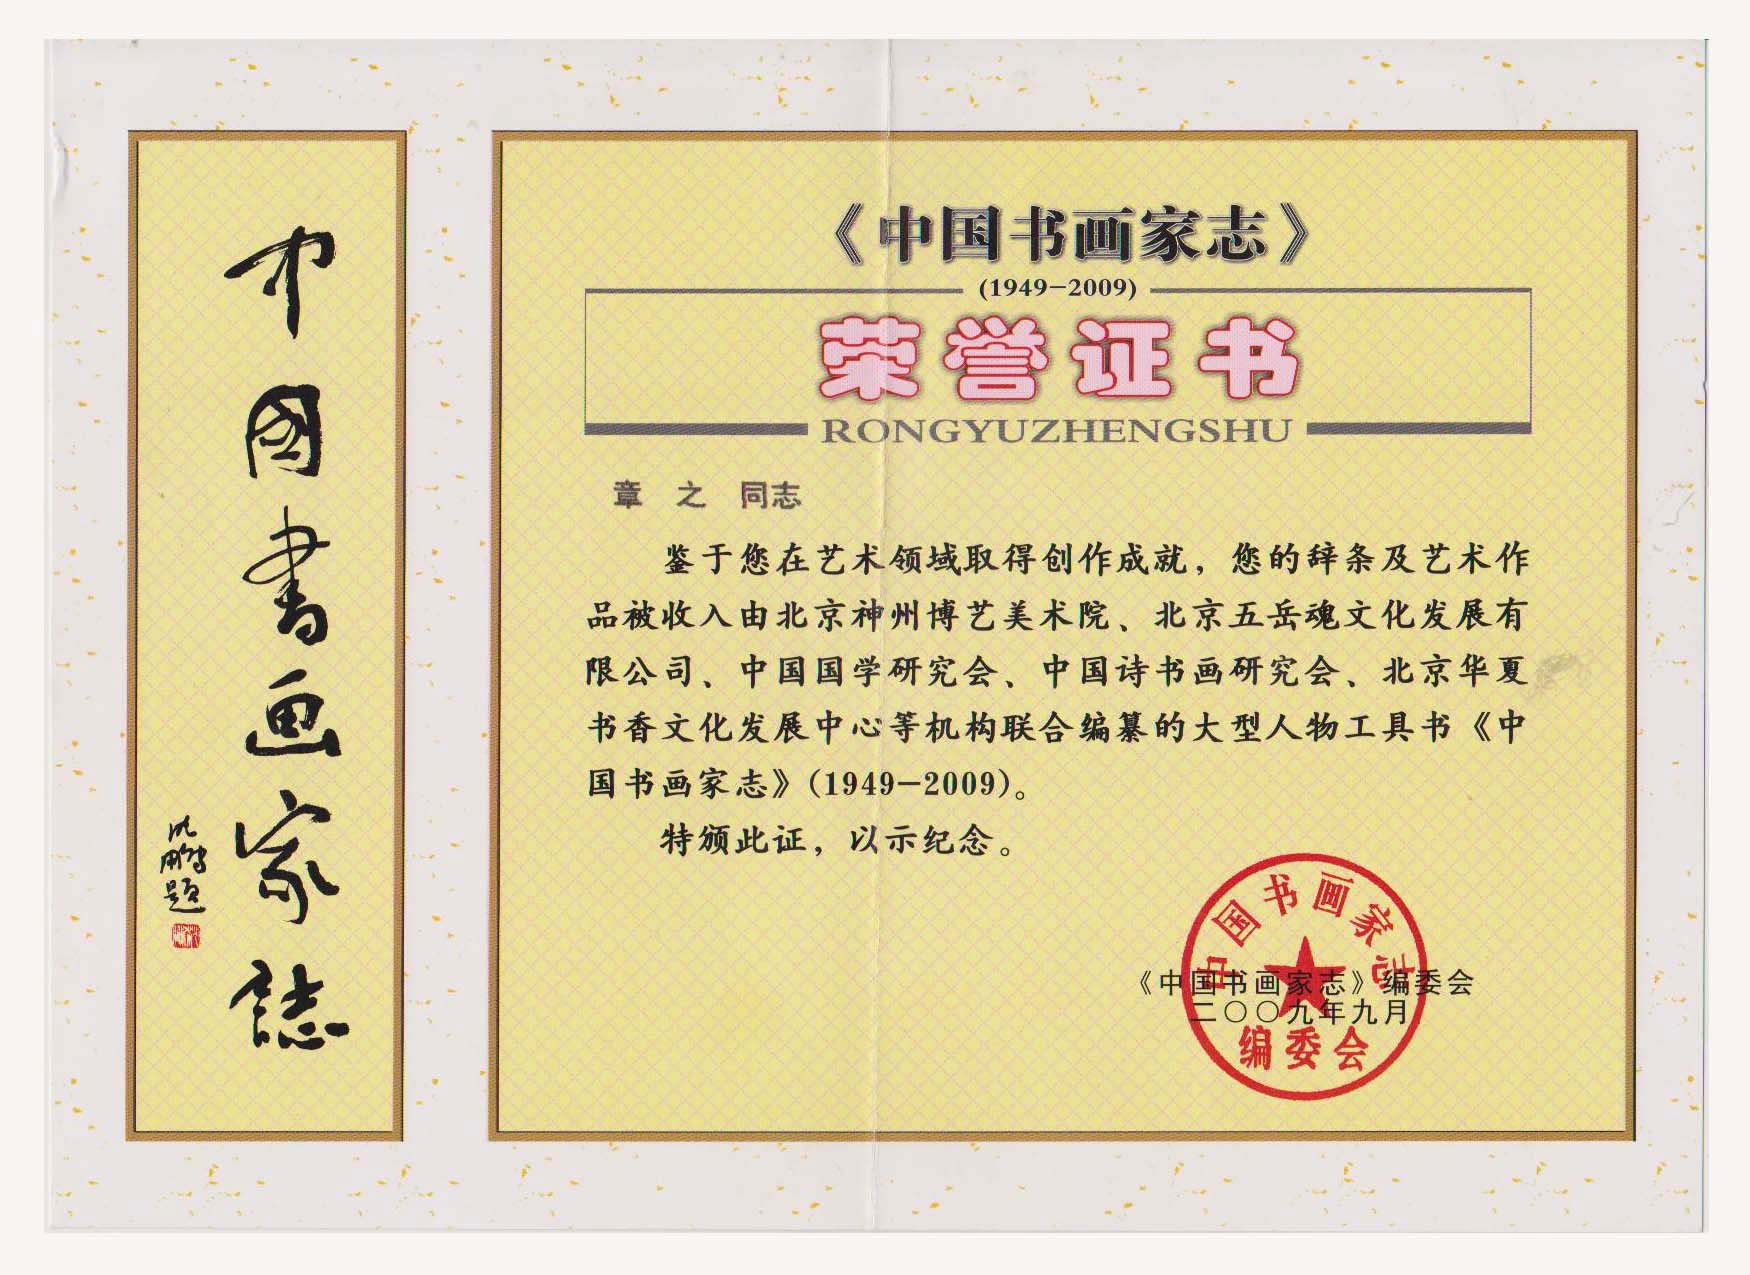 中國書画家誌
沈鹏題
《中国书画家志》
(1949-2009)
荣誉证书
RONGYUZHENGSHU
章 之 同志
鉴于您在艺术领域取得创作成就，您的辞条及艺术作
品被收入由北京神州博艺美术院、北京五岳魂文化发展有
限公司、中国国学研究会、中国诗书画研究会、北京华夏
书香文化发展中心等机构联合编纂的大型人物工具书《中
国书画家志》(1949-2009)。
特颁此证，以示纪念。
《中国书画家志》编委会
二〇〇九年九月
中国书画家志
编委会